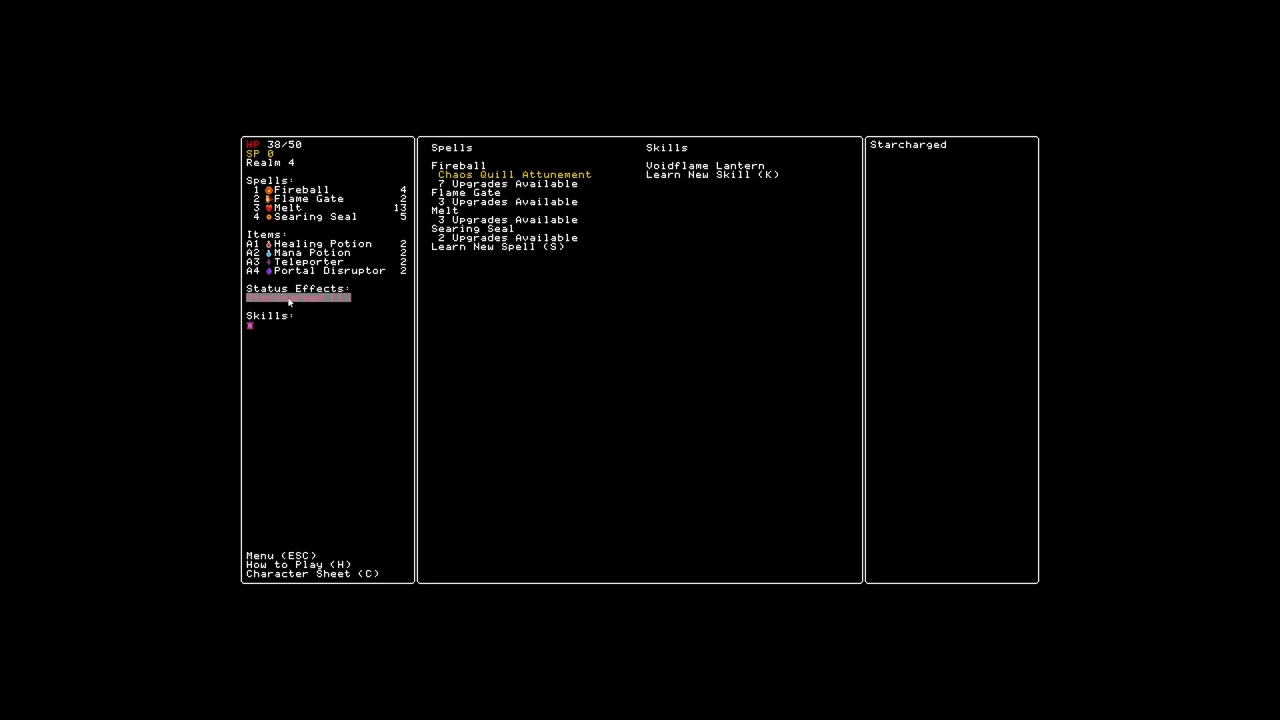 HP 38/50
SP 0
Realm 4
Spells:
1 Fireball 4
2 Flame Gate 2
3 Melt 13
4 Searing Seal 5
Items:
A1 Healing Potion 2
A2 Mana Potion 2
A3 Teleporter 2
A4 Portal Disruptor 2
Status Effects:
Skills:
Menu (ESC)
How to Play (H)
Character Sheet (C)
Spells
Fireball
Chaos Quill Attunement
7 Upgrades Available
Flame Gate
3 Upgrades Available
Melt
3 Upgrades Available
Searing Seal
2 Upgrades Available
Learn New Spell (S)
Skills
Voidflame Lantern
Learn New Skill (K)
Starcharged